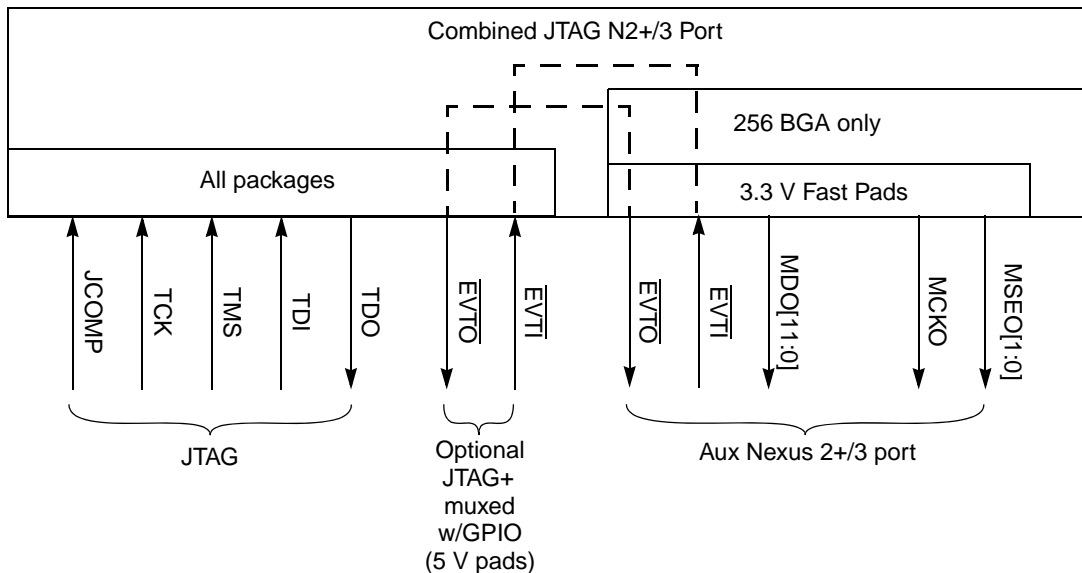 Combined JTAG N2+/3 Port
256 BGA only
All packages
3.3 V Fast Pads
JCOMP
TCK
TMS
TDI
TDO
EVTO
EVTI
EVTO
EVTI
MDO[11:0]
MCKO
MSEO[1:0]
JTAG
Optional
JTAG+
muxed
w/GPIO
(5 V pads)
Aux Nexus 2+/3 port